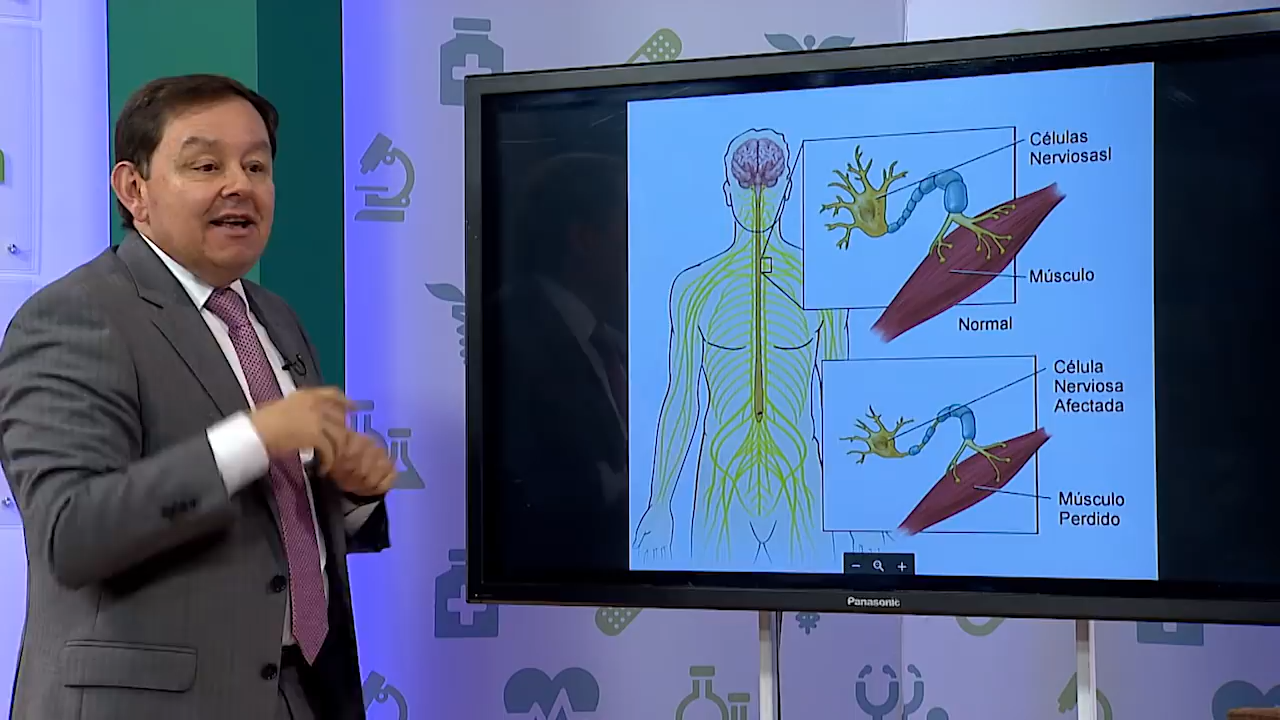 Células
Nerviosasl
Músculo
Normal
Célula
Nerviosa
Afectada
Músculo
Perdido
Panasonic